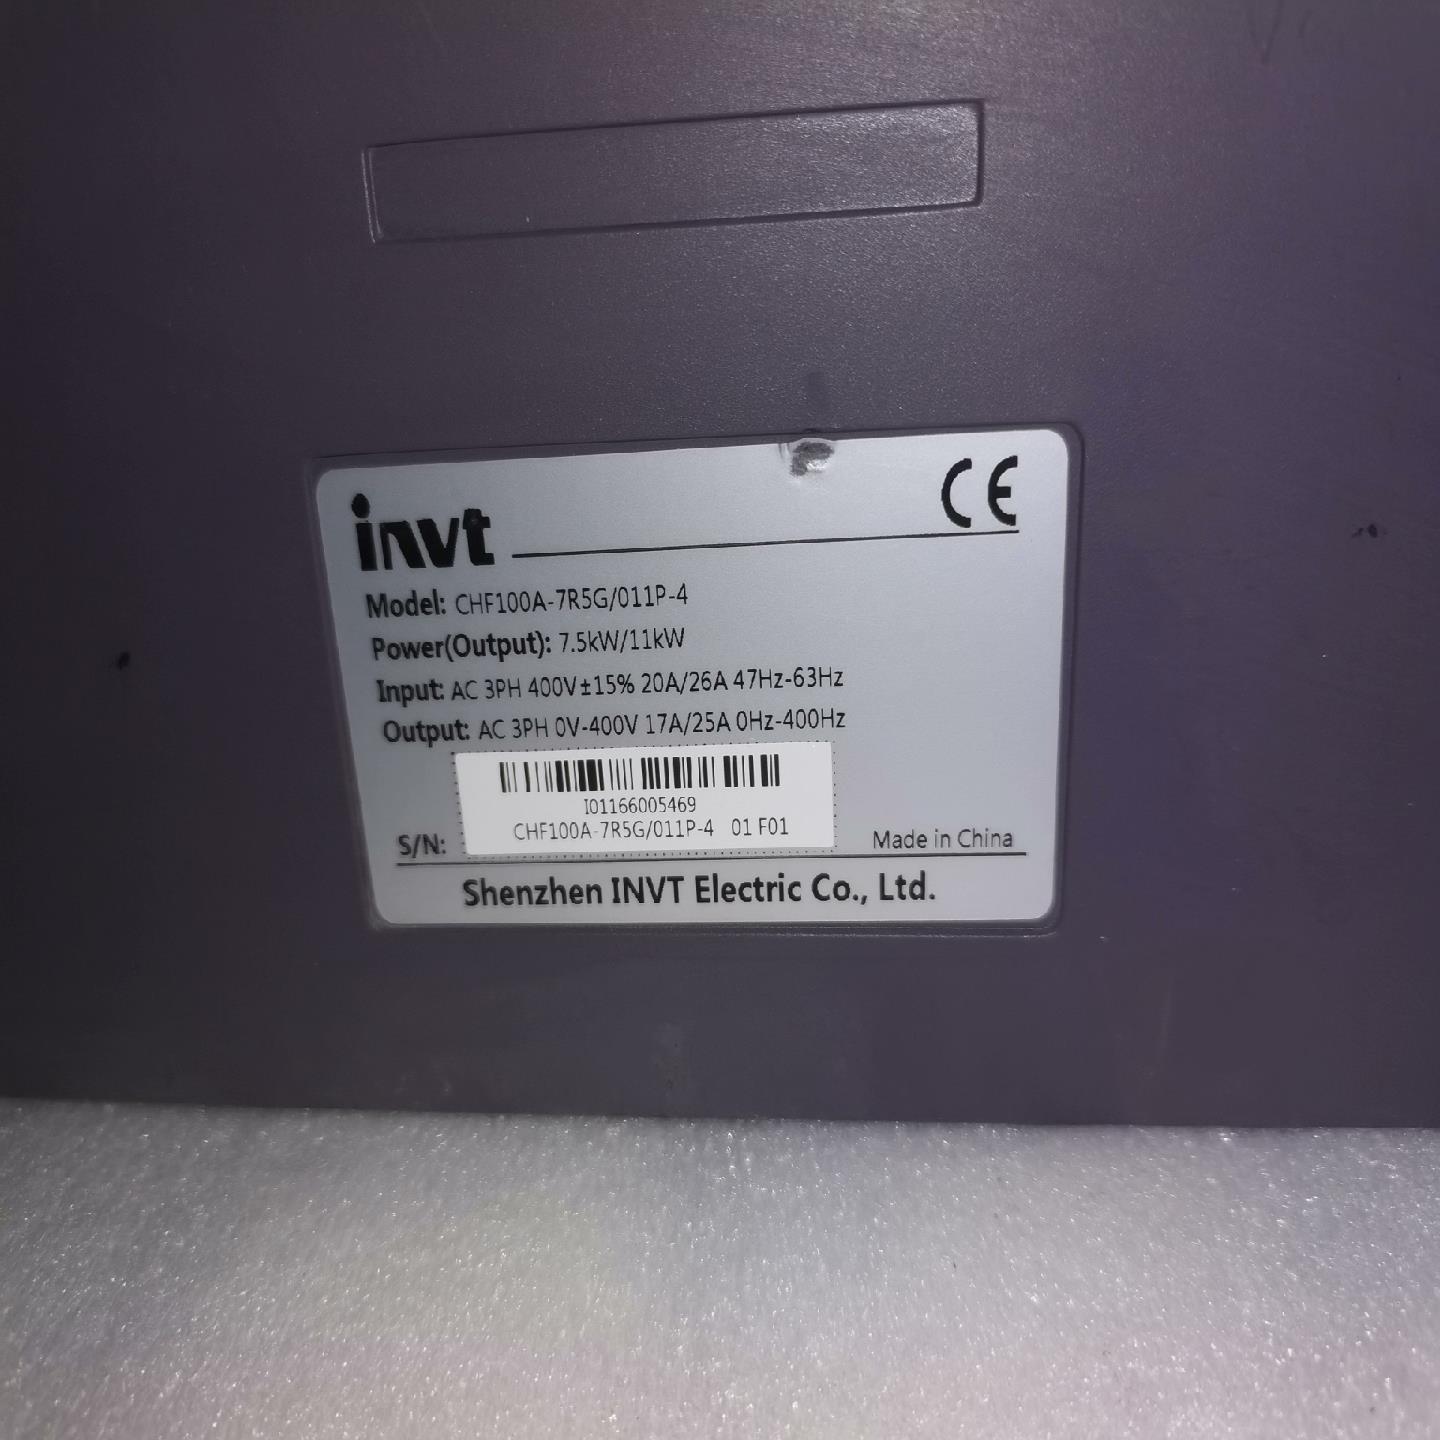 invt
CE
Model: CHF100A-7R5G/011P-4
Power(Output): 7.5kW/11kW
Input: AC 3PH 400V±15% 20A/26A 47Hz-63Hz
Output: AC 3PH 0V-400V 17A/25A 0Hz-400Hz
I01166005469
CHF100A-7R5G/011P-4 01 F01
S/N:
Made in China
Shenzhen INVT Electric Co., Ltd.